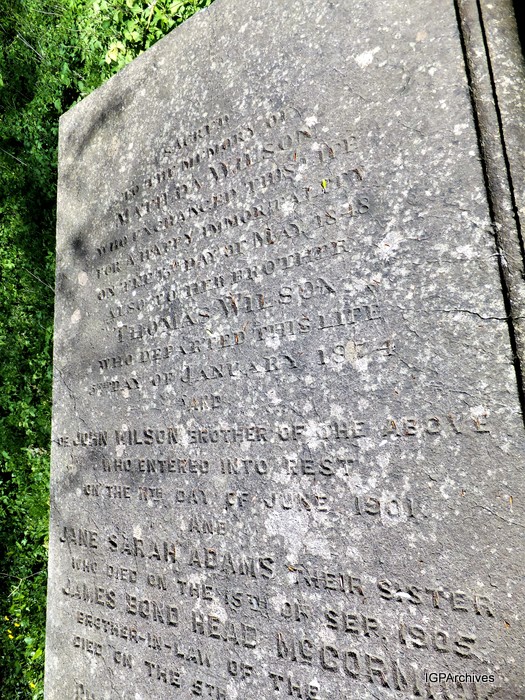 SACRED
TO THE MEMORY OF
MATILDA WILSON
WHO EXCHANGED THIS LIFE
FOR A HAPPY IMMORTALITY
ON THE DAY OF MAY, 1848
ALSO TO HER BROTHER
THOMAS WILSON
WHO DEPARTED THIS LIFE
DAY OF JANUARY 1874
AND
OF JOHN WILSON BROTHER OF THE ABOVE
WHO ENTERED INTO REST
ON THE DAY OF JUNE 1901.
AND
JANE SARAH ADAMS THEIR SISTER
WHO DIED ON THE 15TH OF SEP. 1905.
JAMES BOND HEAD
BROTHER-IN-LAW OF THE
DIED ON THE
IGPArchives